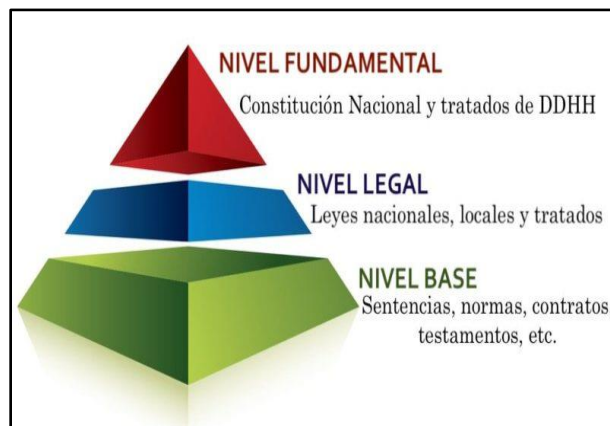 NIVEL FUNDAMENTAL
Constitución Nacional y tratados de DDHH
NIVEL LEGAL
Leyes nacionales, locales y tratados
NIVEL BASE
Sentencias, normas, contratos
testamentos, etc.